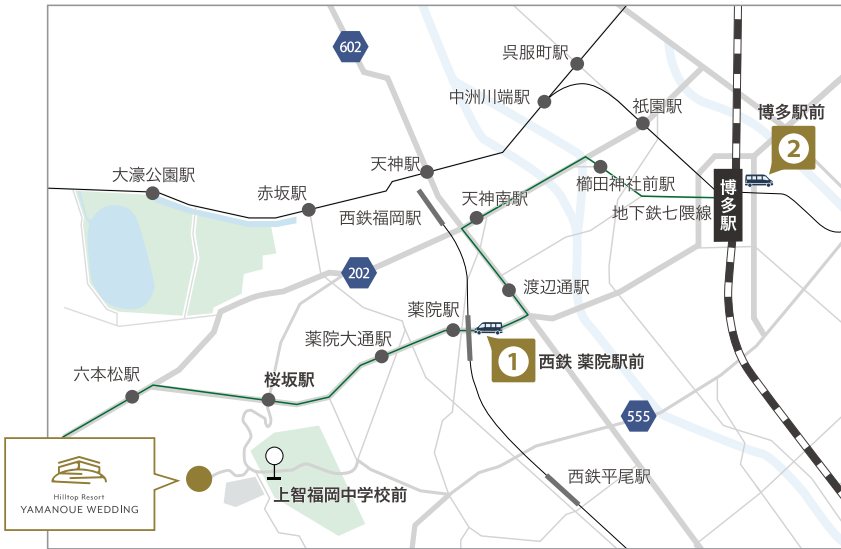 602
呉服町駅
中洲川端駅
祇園駅
博多駅前
2
天神駅
大濠公園駅
赤坂駅
櫛田神社前駅
博多駅
天神南駅
西鉄福岡駅
地下鉄七隈線
202
渡辺通駅
薬院駅
薬院大通駅
1
西鉄 薬院駅前
六本松駅
桜坂駅
555
西鉄平尾駅
上智福岡中学校前
Hilltop Resort
YAMANOUE WEDDING